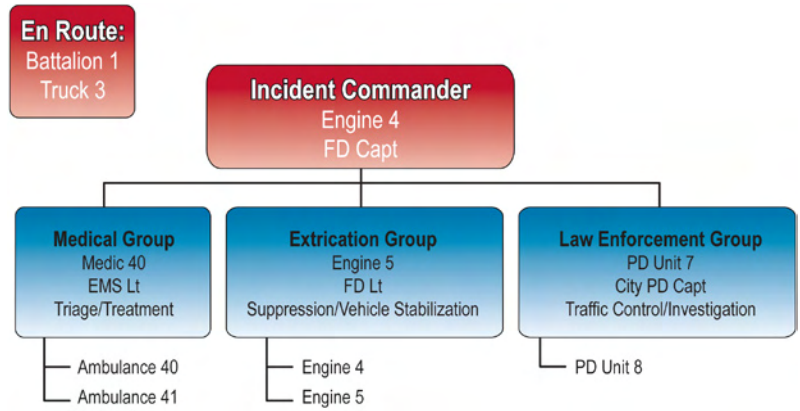 En Route:
Battalion 1
Truck 3
Incident Commander
Engine 4
FD Capt
Medical Group
Medic 40
EMS Lt
Triage/Treatment
Ambulance 40
Ambulance 41
Extrication Group
Engine 5
FD Lt
Suppression/Vehicle Stabilization
Engine 4
Engine 5
Law Enforcement Group
PD Unit 7
City PD Capt
Traffic Control/Investigation
PD Unit 8